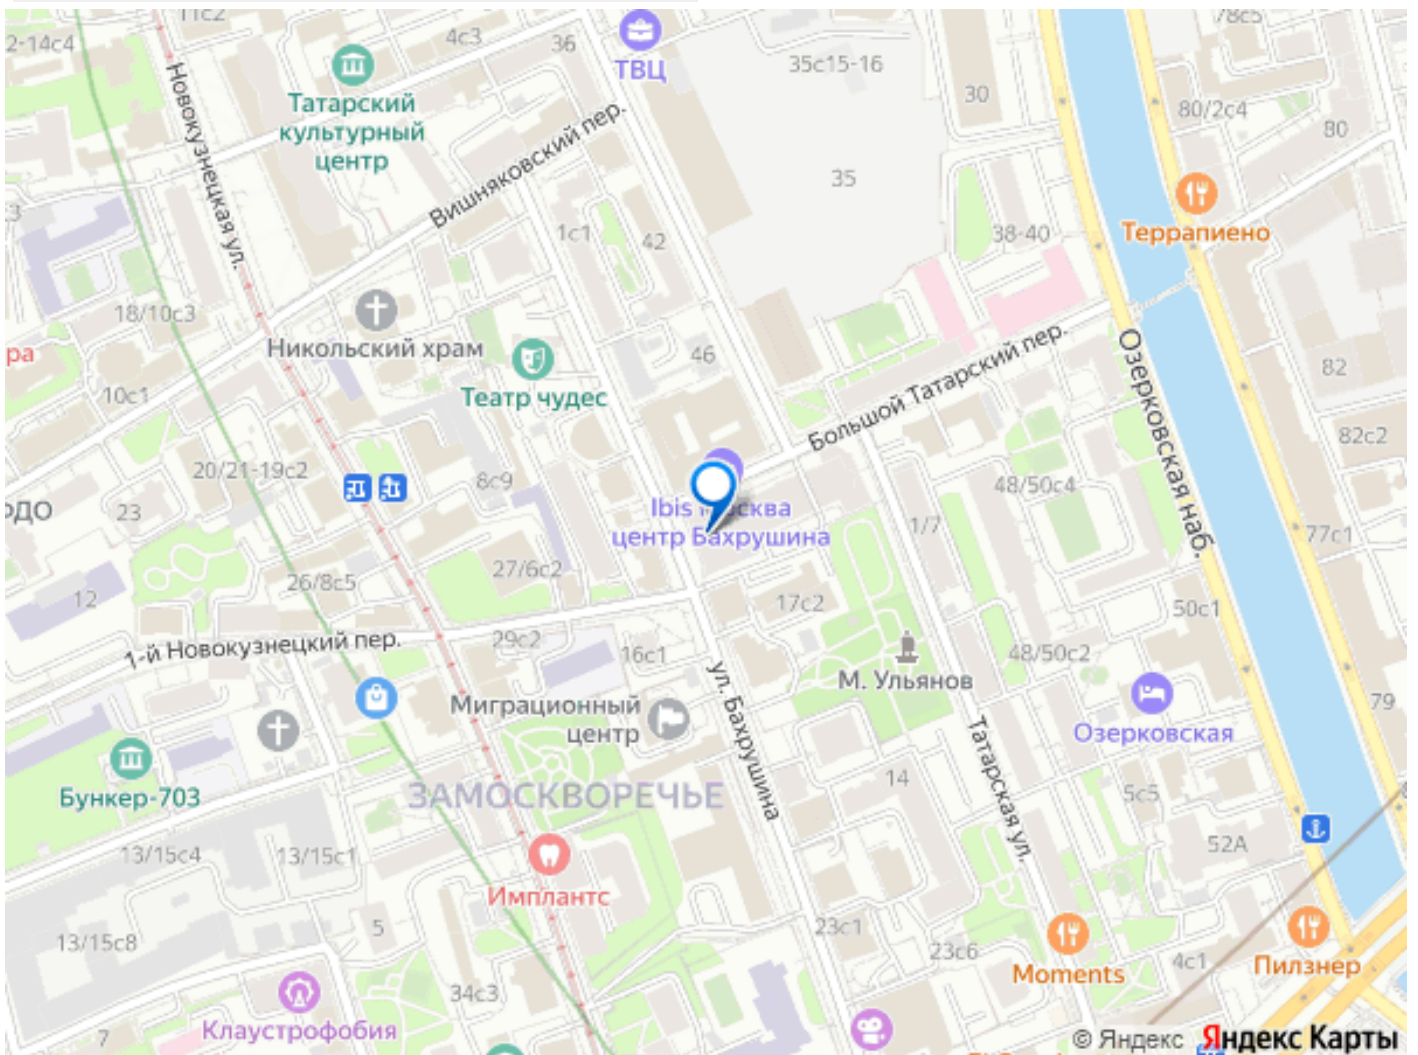 11с2
78с5
2-14с4
4с3
36
ТВЦ
35с15-16
30
80/2с4
80
Новокузнецкая ул.
Татарский
культурный
центр
Вишняковский пер.
35
Террапиено
1с1
42
38-40
18/10с3
Никольский храм
ра
46
Театр чудес
10с1
Большой Татарский пер.
Озерковская наб.
82
82с2
20/21-19с2
8с9
48/50с4
23
Ibis
центр Бахрушина
1/7
77с1
27/6с2
26/8с5
12
17с2
50с1
1-й Новокузнецкий пер.
29с2
16с1
48/50с2
М. Ульянов
ул. Бахрушина
Миграционный
центр
79
Озерковская
Татарская ул.
Бункер-703
ЗАМОСКВОРЕЧЬЕ
14
5с5
13/15с4
13/15с1
52А
Имплантс
5
13/15с8
23с1
23с6
4с1
Moments
Пилзнер
34с3
Клаустрофобия
7
© Яндекс Яндекс Карты